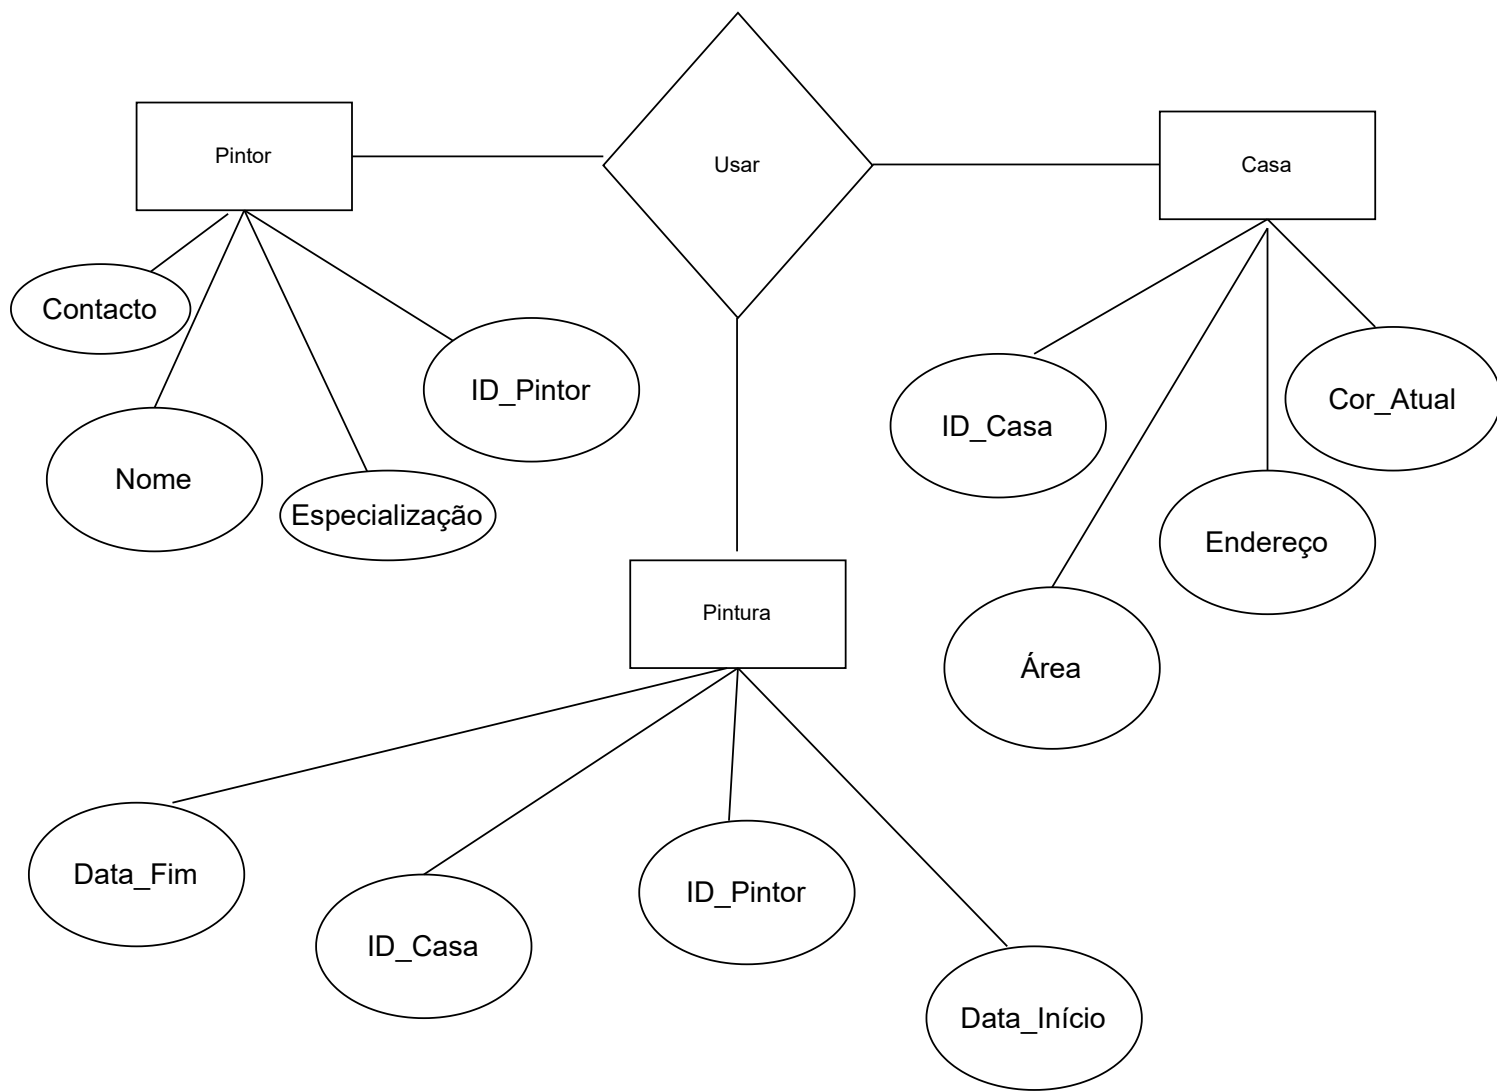 Pintor
Usar
Casa
Contacto
ID_Pintor
Nome
Especialização
ID_Casa
Cor_Atual
Endereço
Área
Pintura
Data_Fim
ID_Casa
ID_Pintor
Data_Início